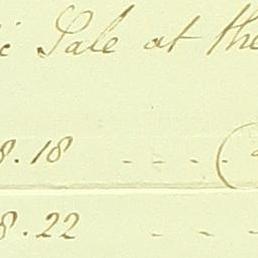 Sale at the
8.18 - - -
8.22 - - -